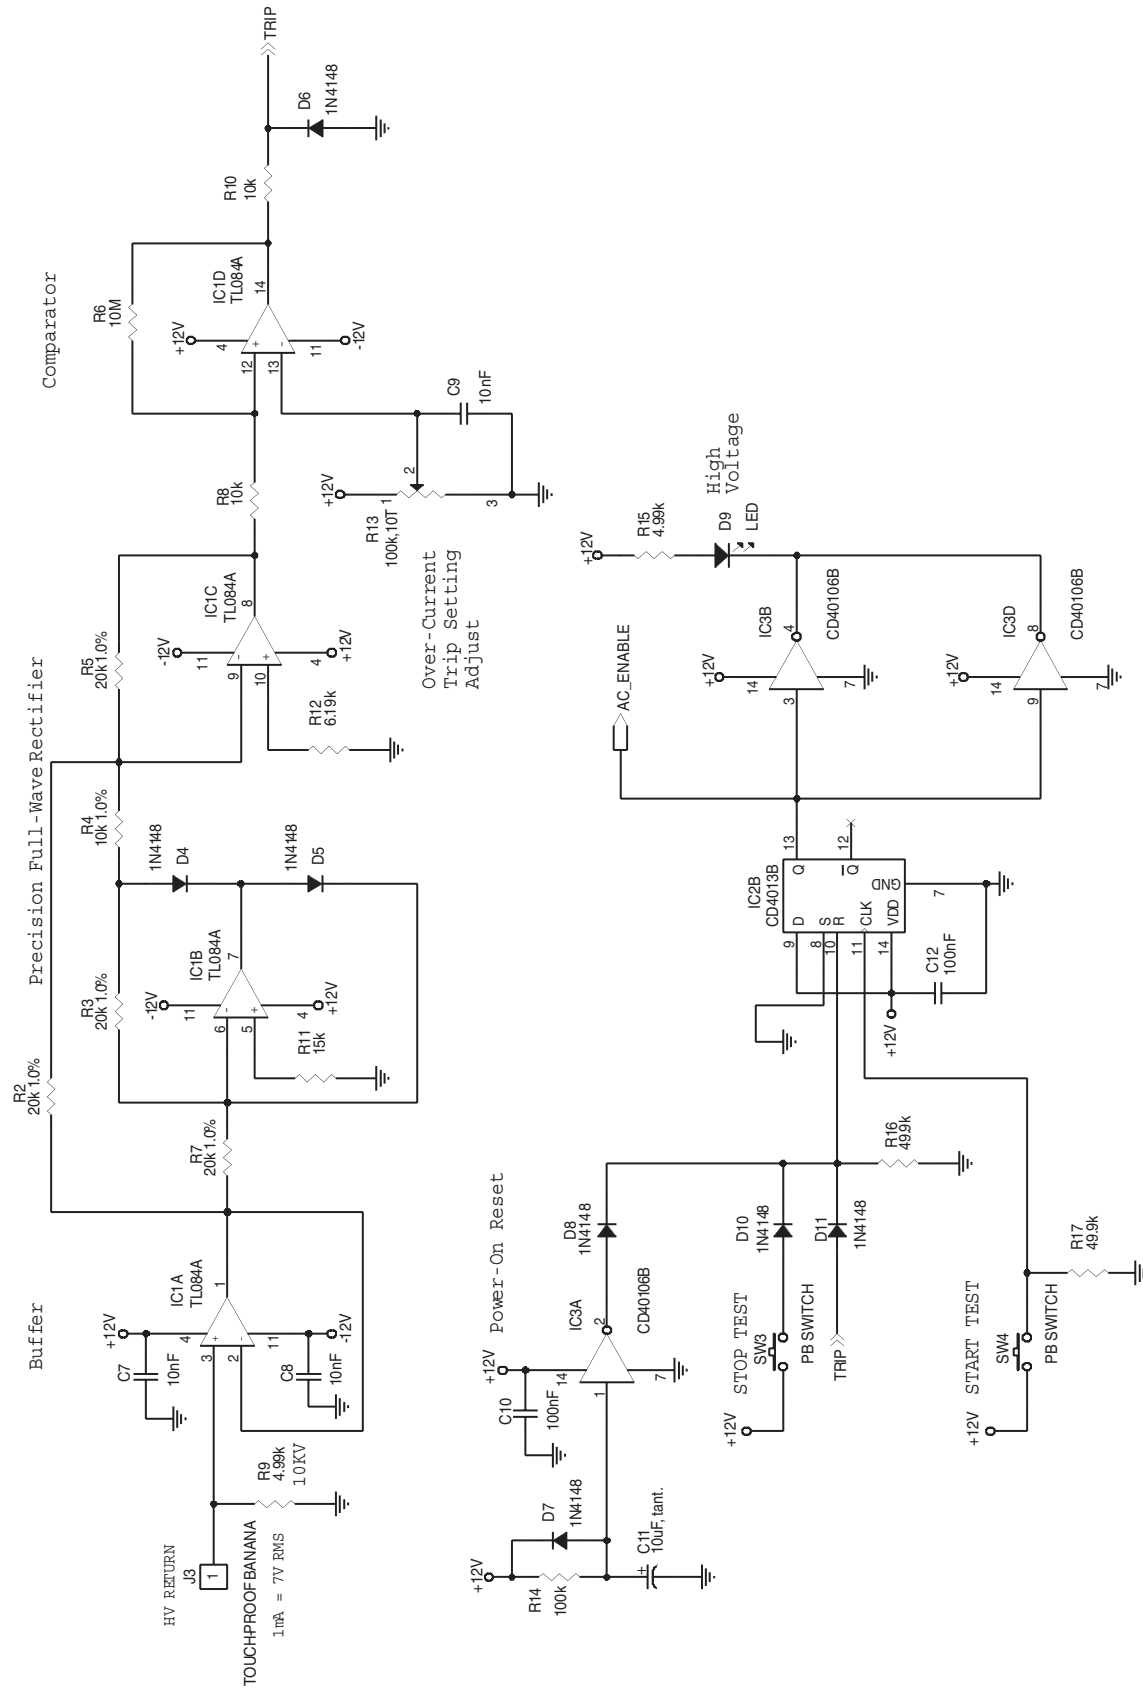 Buffer
HV RETURN
J3
1
TOUCHPROOF BANANA
1mA = 7V RMS
R9
4.99k
10KV
C7
10nF
+12V
4
3
1
2
11
IC1A
TL084A
C8
10nF
-12V
Precision Full-Wave Rectifier
R2
20k 1.0%
R7
20k 1.0%
R3
20k 1.0%
-12V
11
6
5
7
4
+12V
IC1B
TL084A
R11
15k
1N4148
D4
1N4148
D5
R4
10k 1.0%
R5
20k 1.0%
-12V
11
9
10
8
4
+12V
IC1C
TL084A
R12
6.19k
Comparator
R8
10k
R6
10M
+12V
4
12
13
14
11
-12V
IC1D
TL084A
+12V
1
2
3
R13
100k,10T
C9
10nF
Over-Current
Trip Setting
Adjust
R10
10k
D6
1N4148
TRIP
Power-On Reset
+12V
R14
100k
D7
1N4148
C11
10uF, tant.
+
C10
100nF
+12V
14
1
2
7
IC3A
CD40106B
D8
1N4148
STOP TEST
+12V
SW3
PB SWITCH
D10
1N4148
TRIP
D11
1N4148
R16
49.9k
START TEST
+12V
SW4
PB SWITCH
R17
49.9k
IC2B
CD4013B
9
D
8
S
10
R
11
CLK
14
VDD
Q
13
Q
12
GND
7
+12V
C12
100nF
AC_ENABLE
+12V
14
3
4
7
IC3B
CD40106B
+12V
14
9
8
7
IC3D
CD40106B
+12V
R15
4.99k
D9
LED
High
Voltage